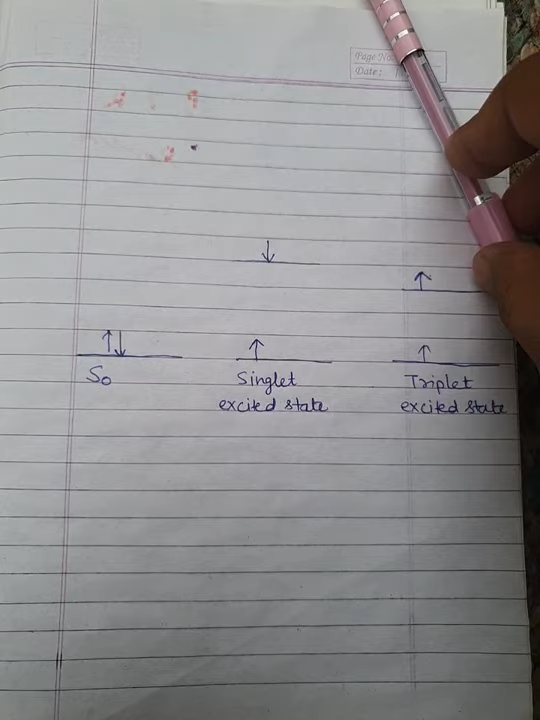 Page No.
Date:
S₀
Singlet
excited state
Triplet
excited state